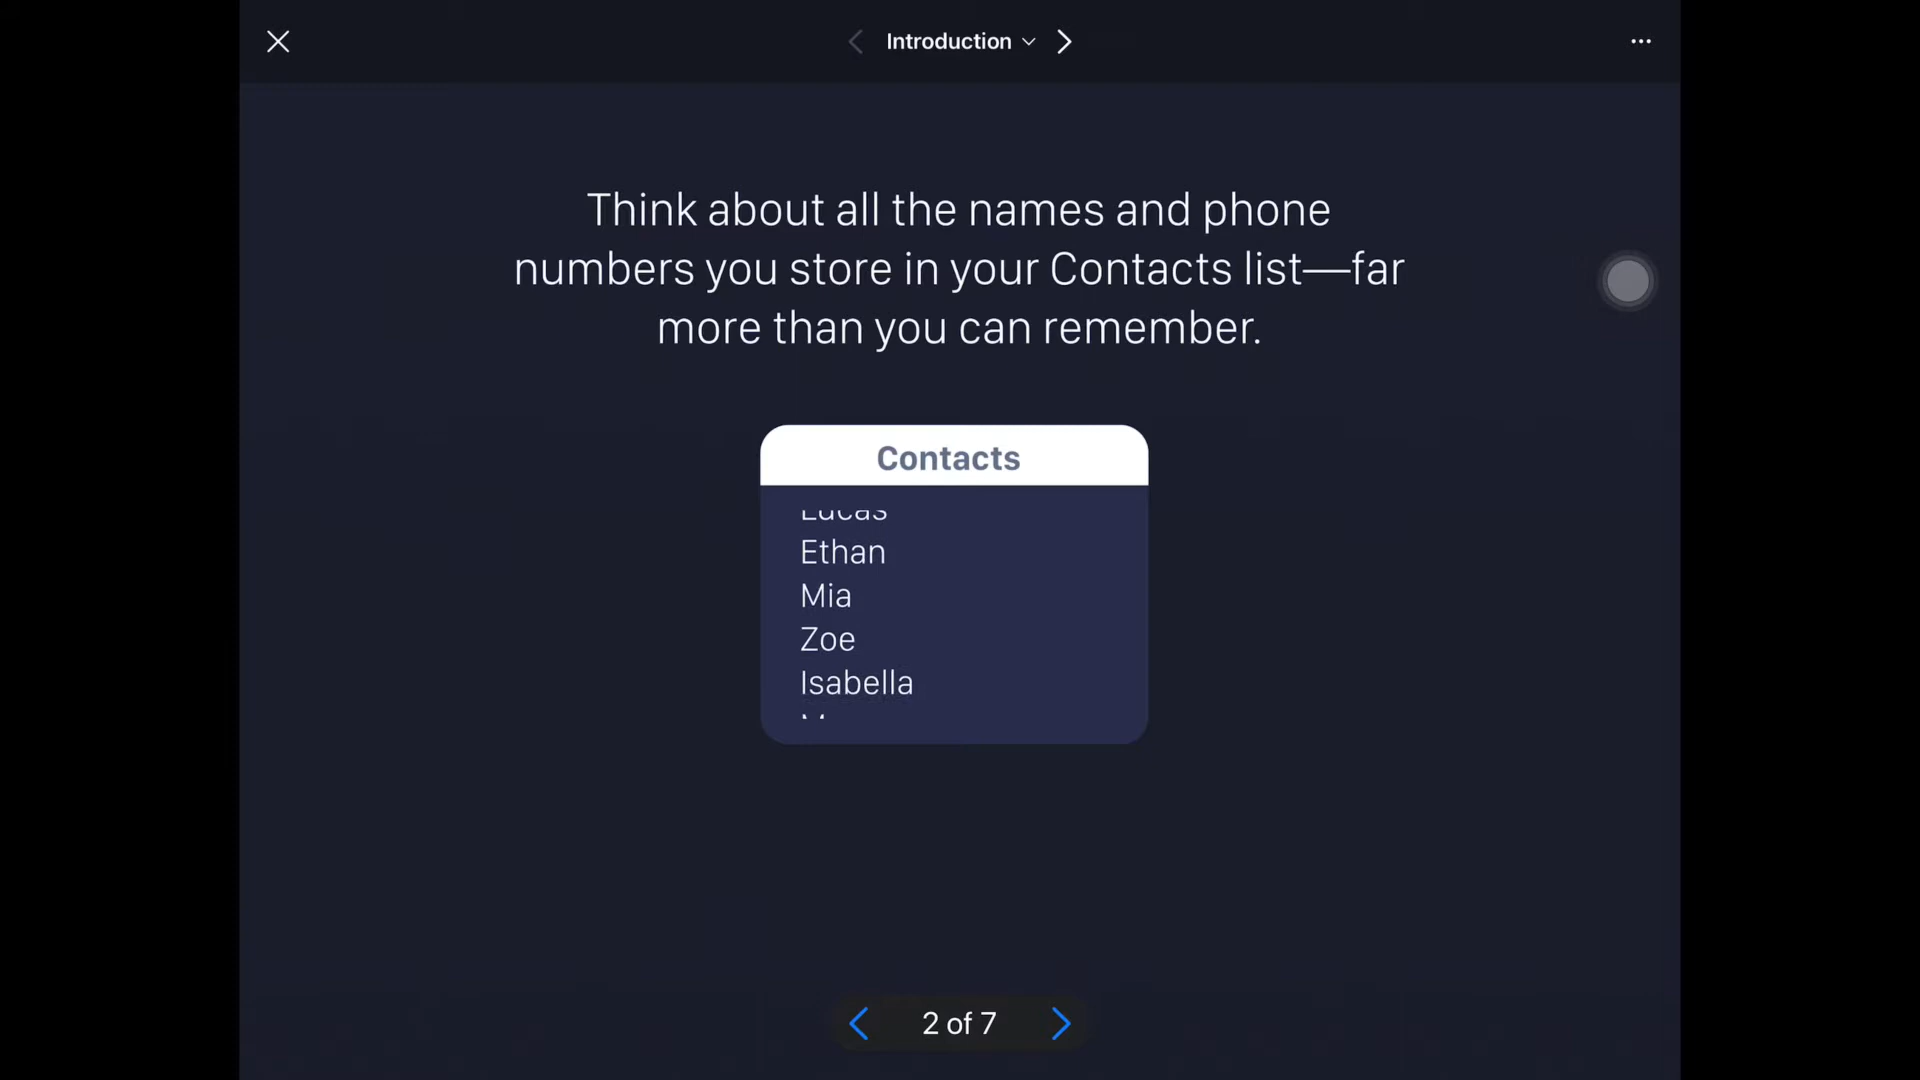 Introduction
Think about all the names and phone
numbers you store in your Contacts list—far
more than you can remember.
Contacts
Lucas
Ethan
Mia
Zoe
Isabella
2 of 7